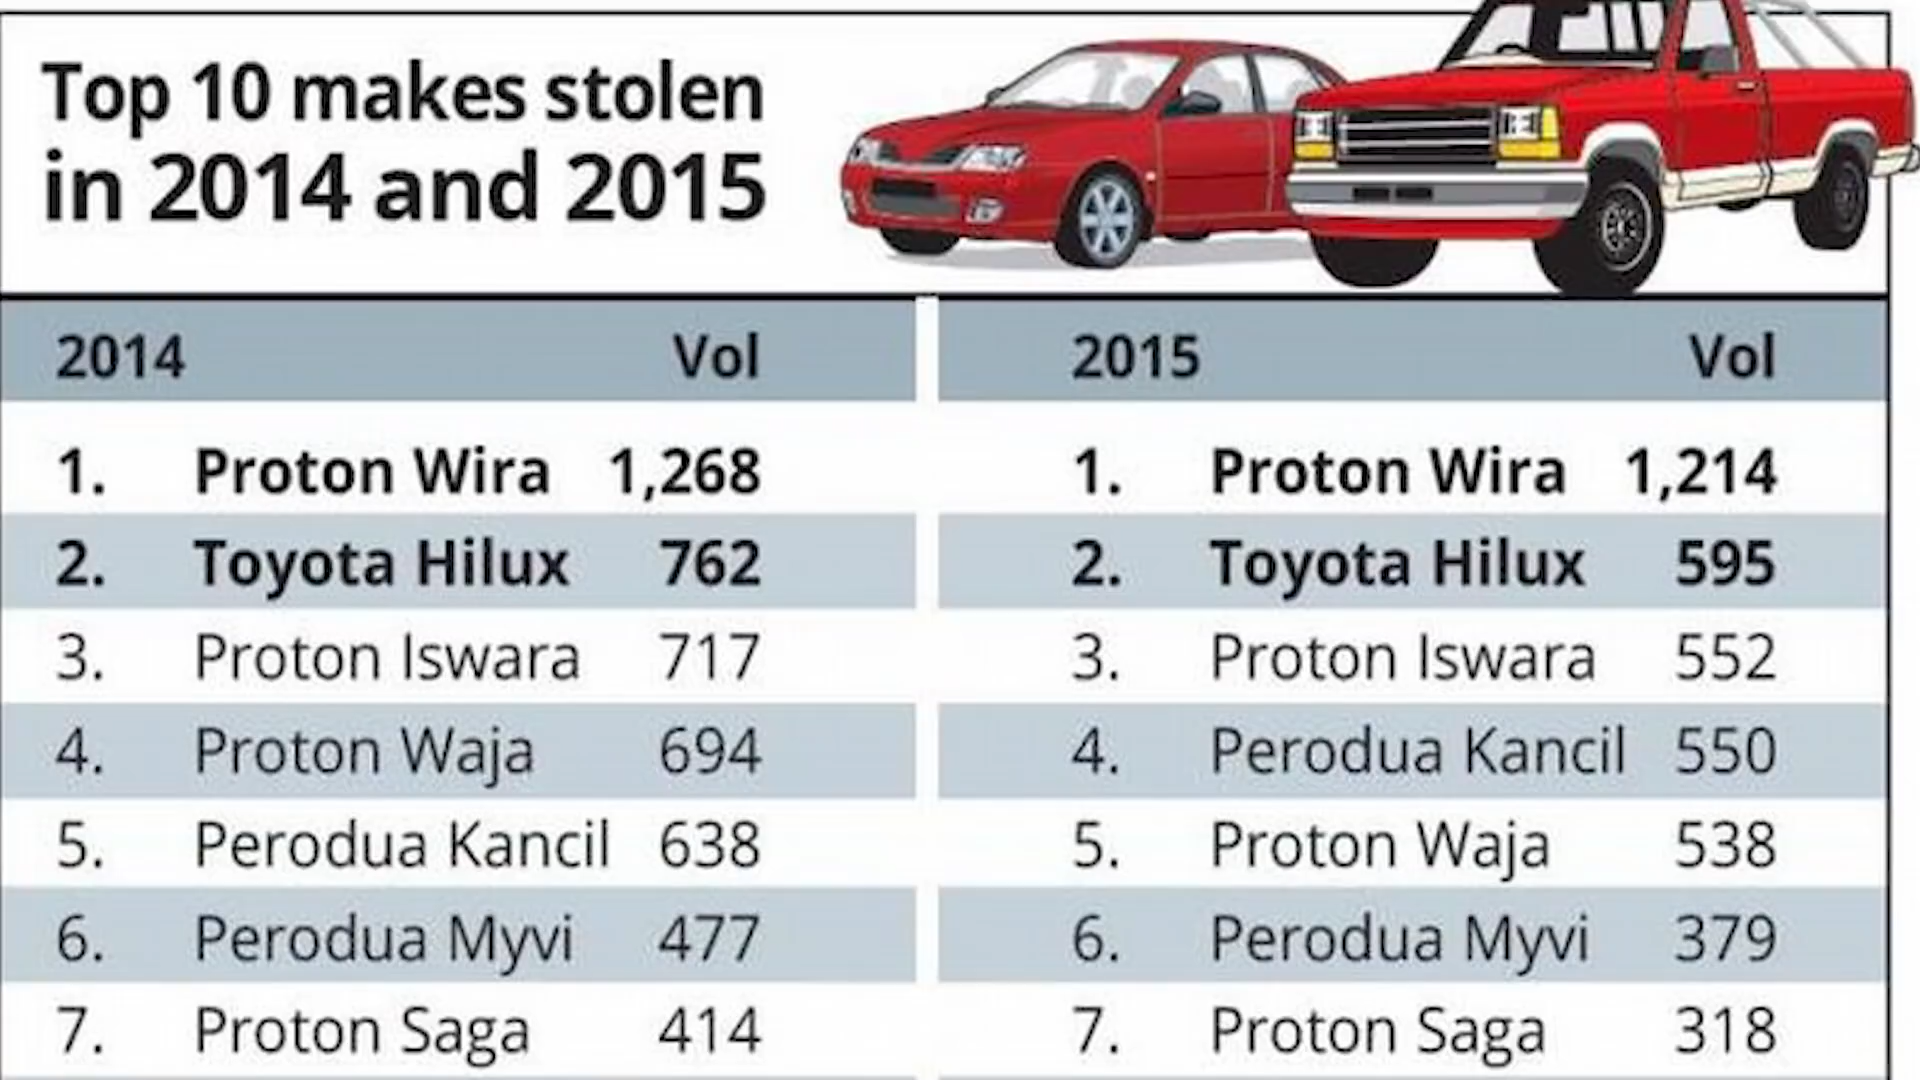 Top 10 makes stolen
in 2014 and 2015
2014 Vol 2015 Vol
1. Proton Wira 1,268 1. Proton Wira 1,214
2. Toyota Hilux 762 2. Toyota Hilux 595
3. Proton Iswara 717 3. Proton Iswara 552
4. Proton Waja 694 4. Perodua Kancil 550
5. Perodua Kancil 638 5. Proton Waja 538
6. Perodua Myvi 477 6. Perodua Myvi 379
7. Proton Saga 414 7. Proton Saga 318